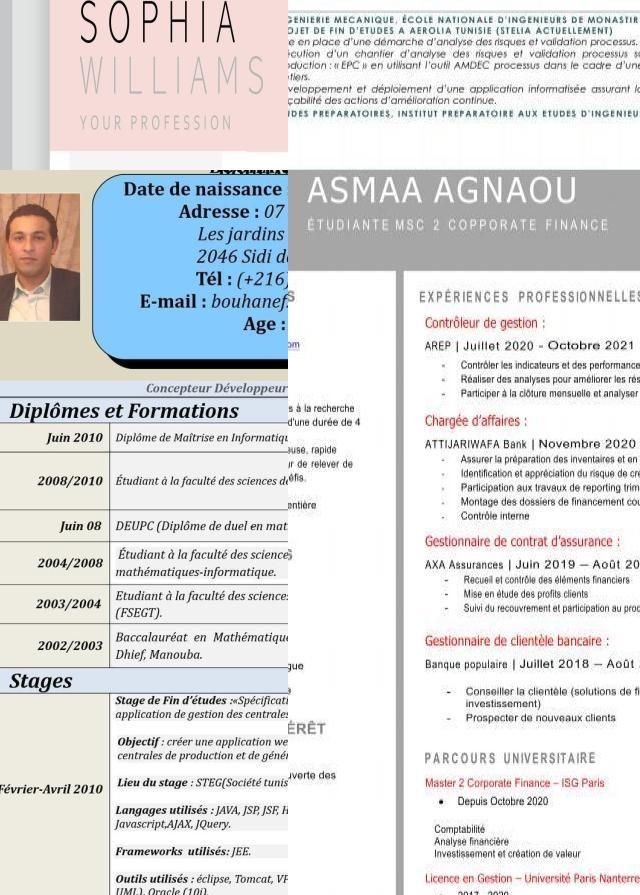 SOPHIA
WILLIAMS
YOUR PROFESSION
GENIERIE MECANIQUE, ÉCOLE NATIONALE D'INGENIEURS DE MONASTIR
OJET DE FIN D'ETUDES A AEROLIA TUNISIE (STELIA ACTUELLEMENT)
e en place d'une démarche d'analyse des risques et validation processus.
écution d'un chantier d'analyse des risques et validation processus su
duction : « EPC » en utilisant l'outil AMDEC processus dans le cadre d'une
tiers.
veloppement et déploiement d'une application informatisée assurant la
çabilité des actions d'amélioration continue.
DES PREPARATOIRES, INSTITUT PREPARATOIRE AUX ETUDES D'INGENIEU
Date de naissance :
Adresse : 07
Les jardins
2046 Sidi d
Tél : (+216)
E-mail : bouhanef.
Age :
Concepteur Développeur
Diplômes et Formations
Juin 2010 Diplôme de Maîtrise en Informatiqu
2008/2010 Étudiant à la faculté des sciences de
Juin 08 DEUPC (Diplôme de duel en mat
2004/2008 Étudiant à la faculté des science
mathématiques-informatique.
2003/2004 Etudiant à la faculté des science
(FSEGT).
2002/2003 Baccalauréat en Mathématique
Dhief, Manouba.
Stages
Février-Avril 2010
Stage de Fin d'études :«Spécificati
application de gestion des centrales
Objectif : créer une application we
centrales de production et de génér
Lieu du stage : STEG(Société tunis
Langages utilisés : JAVA, JSP, JSF, H
Javascript,AJAX, JQuery.
Frameworks utilisés: JEE.
Outils utilisés : éclipse, Tomcat, VP
UML), Oracle (10i).
ASMAA AGNAOU
ÉTUDIANTE MSC 2 COPPORATE FINANCE
S
om
s à la recherche
d'une durée de 4
euse, rapide
ur de relever de
éfis.
entière
gue
ÉRÊT
uverte des
EXPÉRIENCES PROFESSIONNELLES
Contrôleur de gestion :
AREP | Juillet 2020 - Octobre 2021
- Contrôler les indicateurs et des performance
- Réaliser des analyses pour améliorer les rés
- Participer à la clôture mensuelle et analyser
Chargée d'affaires :
ATTIJARIWAFA Bank | Novembre 2020
- Assurer la préparation des inventaires et en
- Identification et appréciation du risque de cré
- Participation aux travaux de reporting trim
- Montage des dossiers de financement cou
- Contrôle interne
Gestionnaire de contrat d'assurance :
AXA Assurances | Juin 2019 – Août 20
- Recueil et contrôle des éléments financiers
- Mise en étude des profits clients
- Suivi du recouvrement et participation au proc
Gestionnaire de clientèle bancaire :
Banque populaire | Juillet 2018 – Août
- Conseiller la clientèle (solutions de fi
investissement)
- Prospecter de nouveaux clients
PARCOURS UNIVERSITAIRE
Master 2 Corporate Finance – ISG Paris
• Depuis Octobre 2020
Comptabilité
Analyse financière
Investissement et création de valeur
Licence en Gestion – Université Paris Nanterre
2017 - 2020